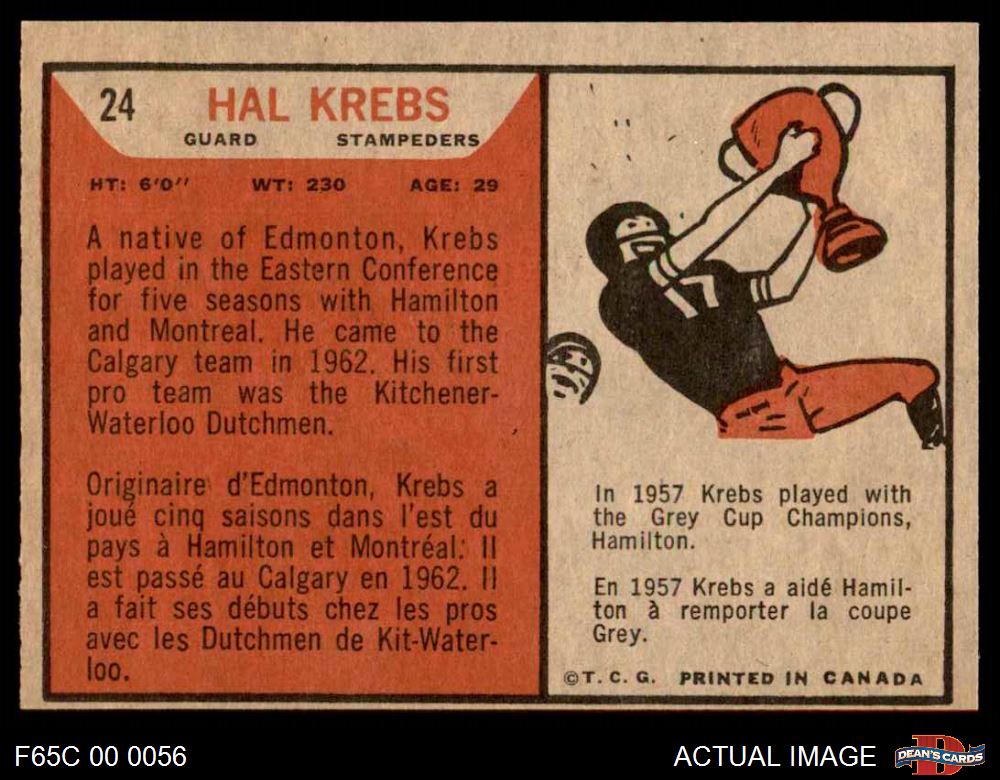 24 HAL KREBS
GUARD STAMPEDERS
HT: 6'0'' WT: 230 AGE: 29
A native of Edmonton, Krebs
played in the Eastern Conference
for five seasons with Hamilton
and Montreal. He came to the
Calgary team in 1962. His first
pro team was the Kitchener-
Waterloo Dutchmen.
Originaire d'Edmonton, Krebs a
joué cinq saisons dans l'est du
pays à Hamilton et Montréal. Il
est passé au Calgary en 1962. Il
a fait ses débuts chez les pros
avec les Dutchmen de Kit-Water-
loo.
17
In 1957 Krebs played with
the Grey Cup Champions,
Hamilton.
En 1957 Krebs a aidé Hamil-
ton à remporter la coupe
Grey.
©T. C. G. PRINTED IN CANADA
F65C 00 0056
ACTUAL IMAGE
D
DEAN'S CARDS